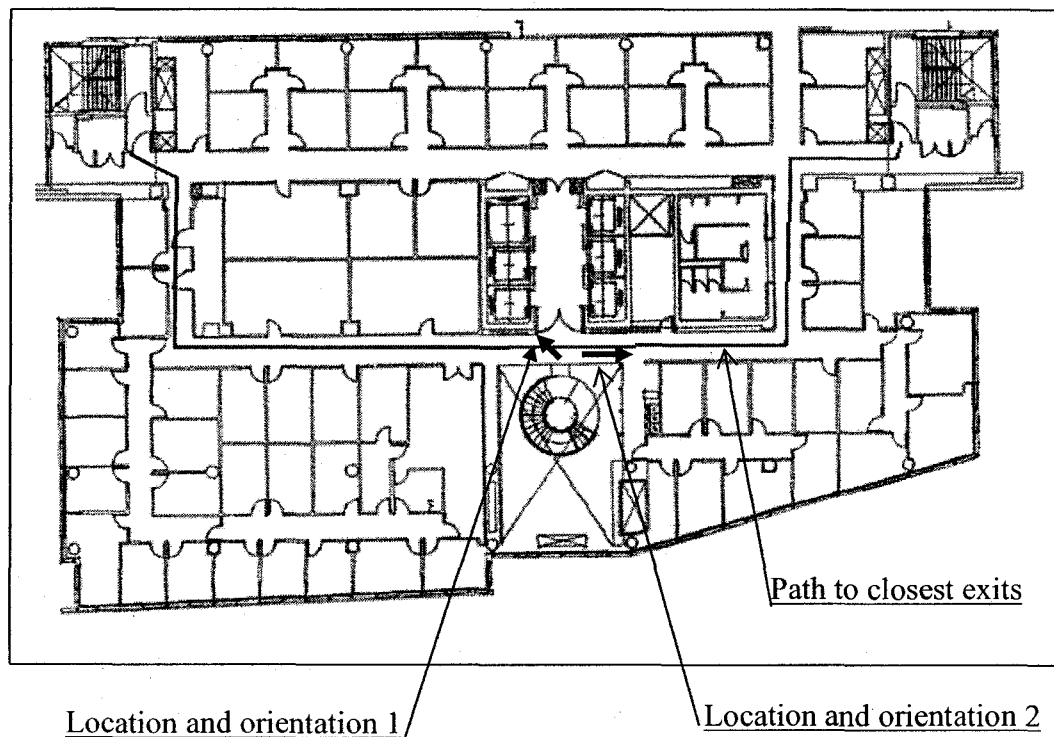 Path to closest exits
Location and orientation 1
Location and orientation 2